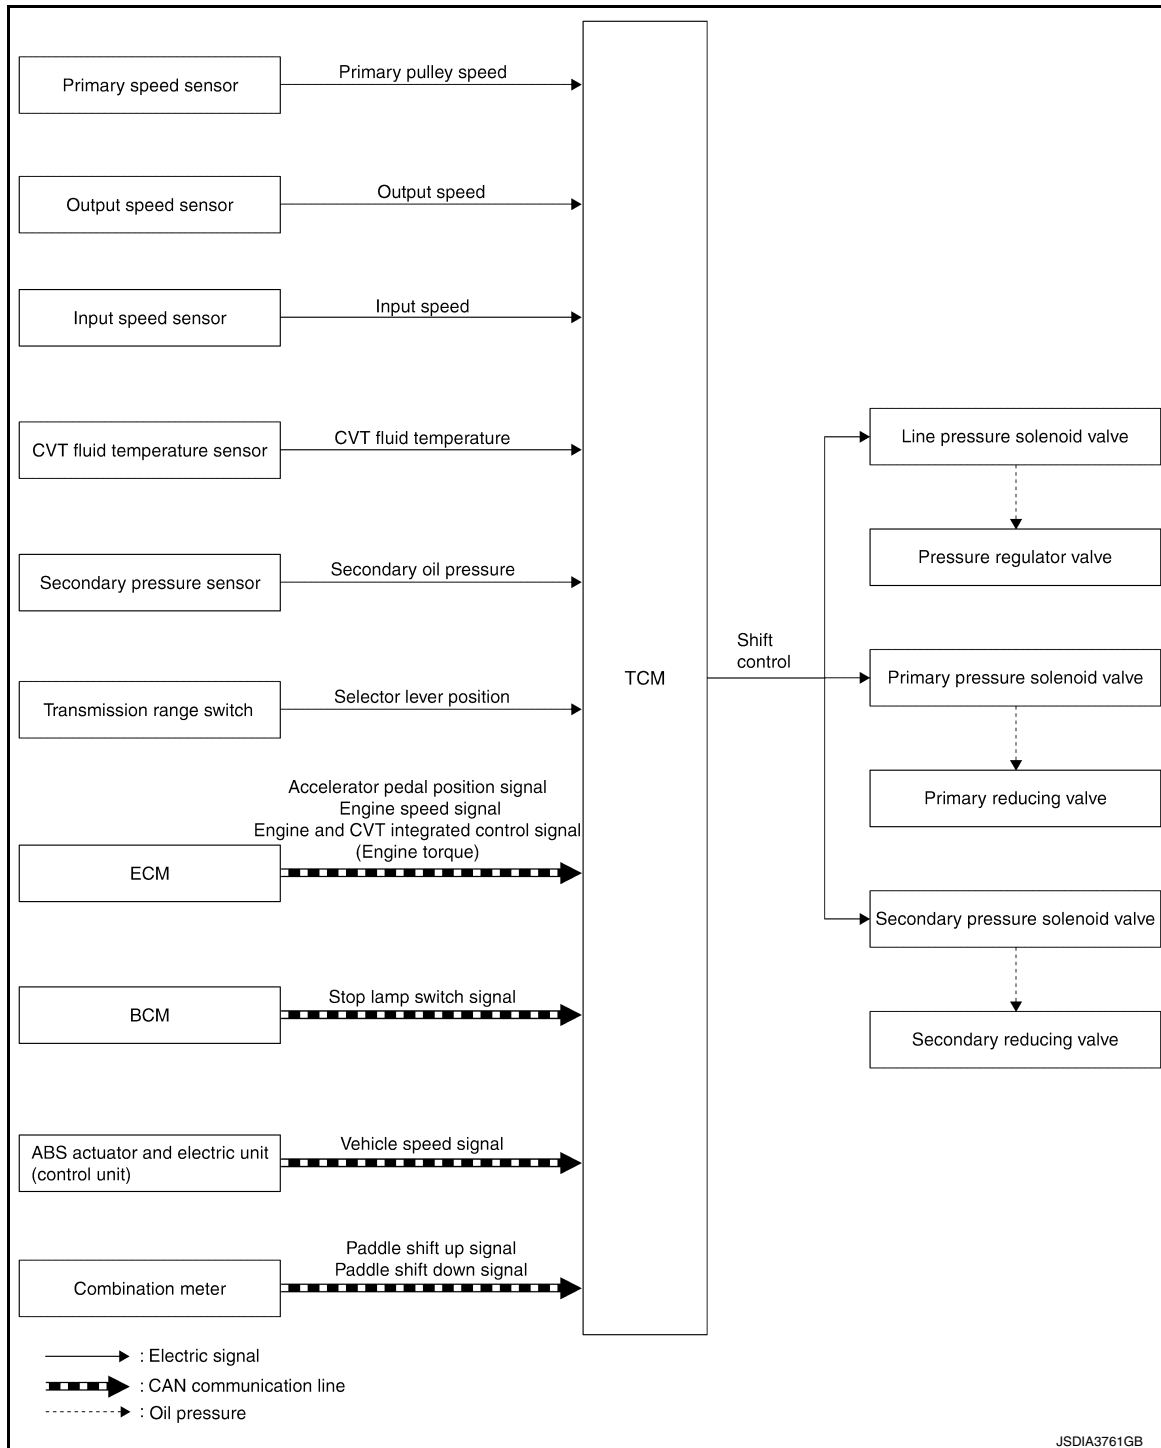 Primary speed sensor
Primary pulley speed
Output speed sensor
Output speed
Input speed sensor
Input speed
CVT fluid temperature sensor
CVT fluid temperature
Secondary pressure sensor
Secondary oil pressure
Transmission range switch
Selector lever position
ECM
Accelerator pedal position signal
Engine speed signal
Engine and CVT integrated control signal
(Engine torque)
BCM
Stop lamp switch signal
ABS actuator and electric unit
(control unit)
Vehicle speed signal
Combination meter
Paddle shift up signal
Paddle shift down signal
TCM
Shift
control
Line pressure solenoid valve
Pressure regulator valve
Primary pressure solenoid valve
Primary reducing valve
Secondary pressure solenoid valve
Secondary reducing valve
: Electric signal
: CAN communication line
: Oil pressure
JSDIA3761GB